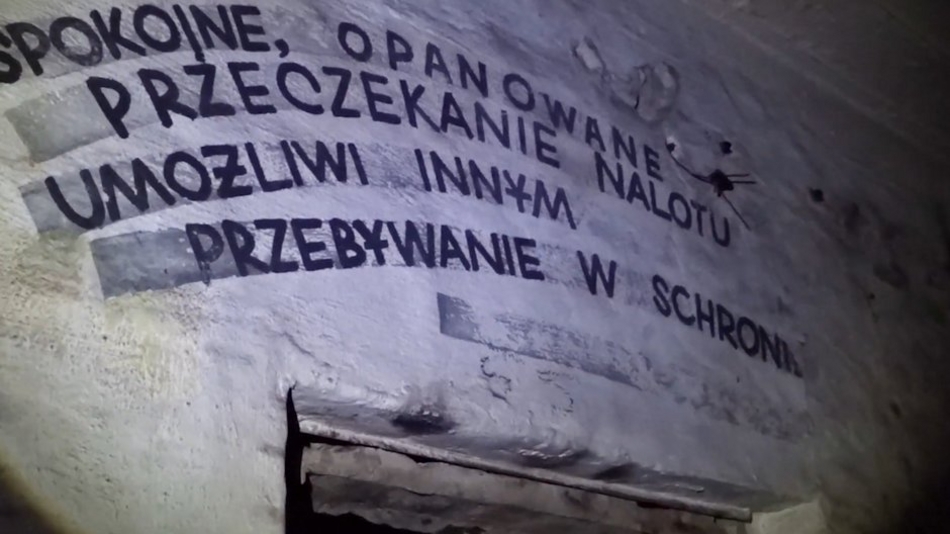 SPOKOJNE, OPANOWANE
PRZECZEKANIE NALOTU
UMOŻLIWI INNYM
PRZEBYWANIE W SCHRONI